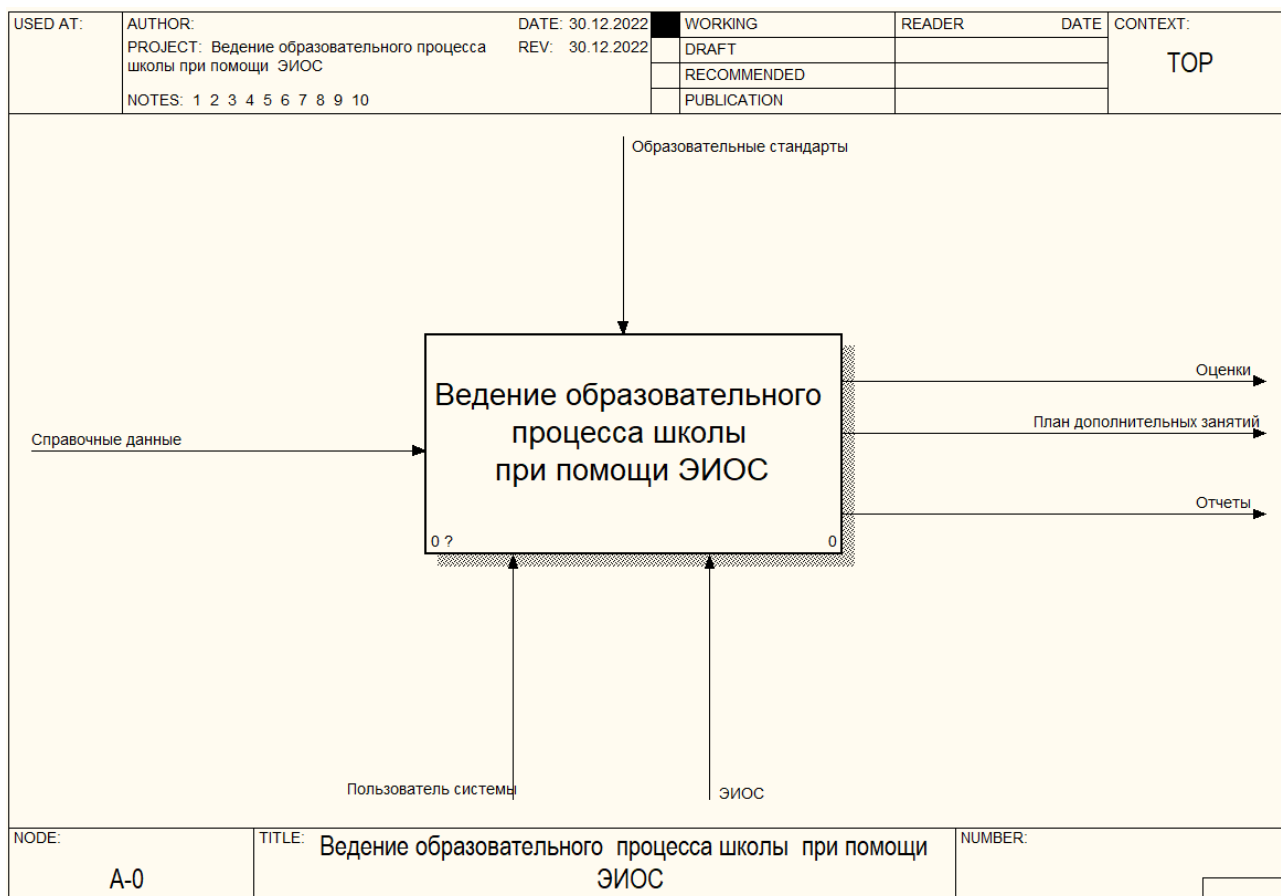 USED AT:
AUTHOR:
DATE: 30.12.2022
PROJECT: Ведение образовательного процесса
школы при помощи ЭИОС
REV: 30.12.2022
NOTES: 1 2 3 4 5 6 7 8 9 10
WORKING
DRAFT
RECOMMENDED
PUBLICATION
READER
DATE
CONTEXT:
TOP
Образовательные стандарты
Справочные данные
Ведение образовательного
процесса школы
при помощи ЭИОС
0 ?
0
Оценки
План дополнительных занятий
Отчеты
Пользователь системы
ЭИОС
NODE:
A-0
TITLE:
Ведение образовательного процесса школы при помощи
ЭИОС
NUMBER: